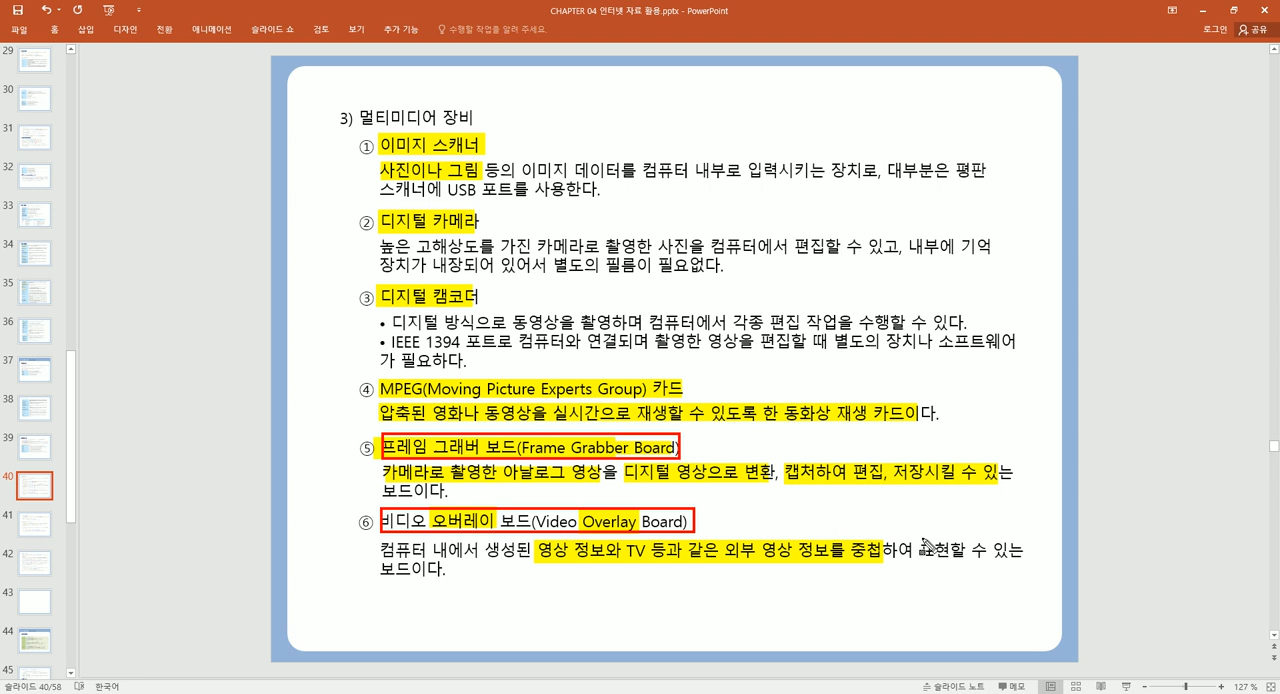 CHAPTER 04 인터넷 자료 활용.pptx - PowerPoint
파일 홈 삽입 디자인 전환 애니메이션 슬라이드 쇼 검토 보기 추가 기능 수행할 작업을 알려 주세요. 로그인 공유
29
30
31
32
33
34
35
36
37
38
39
40
41
42
43
44
45
3) 멀티미디어 장비
① 이미지 스캐너
사진이나 그림 등의 이미지 데이터를 컴퓨터 내부로 입력시키는 장치로, 대부분은 평판
스캐너에 USB 포트를 사용한다.
② 디지털 카메라
높은 고해상도를 가진 카메라로 촬영한 사진을 컴퓨터에서 편집할 수 있고, 내부에 기억
장치가 내장되어 있어서 별도의 필름이 필요없다.
③ 디지털 캠코더
• 디지털 방식으로 동영상을 촬영하며 컴퓨터에서 각종 편집 작업을 수행할 수 있다.
• IEEE 1394 포트로 컴퓨터와 연결되며 촬영한 영상을 편집할 때 별도의 장치나 소프트웨어
가 필요하다.
④ MPEG(Moving Picture Experts Group) 카드
압축된 영화나 동영상을 실시간으로 재생할 수 있도록 한 동화상 재생 카드이다.
⑤ 프레임 그래버 보드(Frame Grabber Board)
카메라로 촬영한 아날로그 영상을 디지털 영상으로 변환, 캡처하여 편집, 저장시킬 수 있는
보드이다.
⑥ 비디오 오버레이 보드(Video Overlay Board)
컴퓨터 내에서 생성된 영상 정보와 TV 등과 같은 외부 영상 정보를 중첩하여 표현할 수 있는
보드이다.
슬라이드 40/58 한국어 슬라이드 노트 메모 127 %